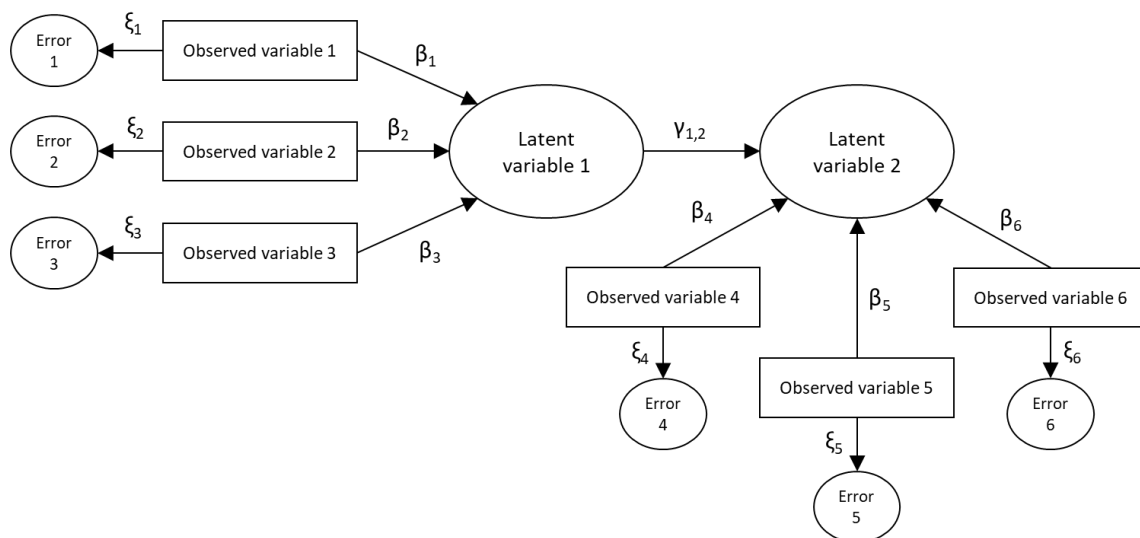 ξ1
Error
1
Observed variable 1
β1
ξ2
Error
2
Observed variable 2
β2
Latent
variable 1
γ1,2
Latent
variable 2
ξ3
Error
3
Observed variable 3
β3
β4
β6
Observed variable 4
β5
Observed variable 6
ξ4
ξ6
Error
4
Observed variable 5
Error
6
ξ5
Error
5